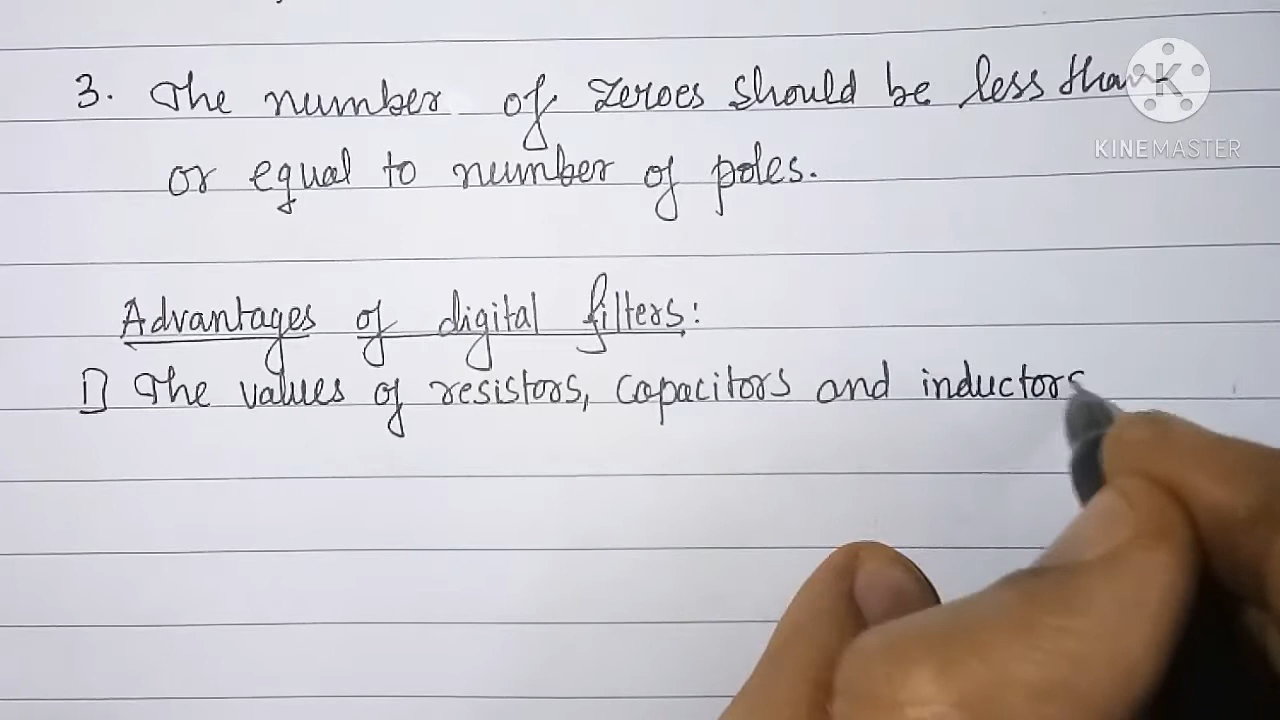 3. The number of zeroes should be less than
K
KINEMASTER
or equal to number of poles.
Advantages of digital filters:
1] The values of resistors, capacitors and inductors